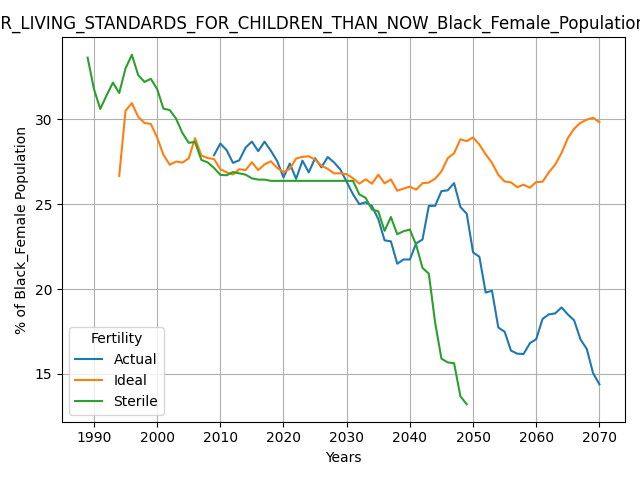 R_LIVING_STANDARDS_FOR_CHILDREN_THAN_NOW_Black_Female_Population
% of Black_Female Population
30
25
20
15
Fertility
Actual
Ideal
Sterile
1990 2000 2010 2020 2030 2040 2050 2060 2070
Years